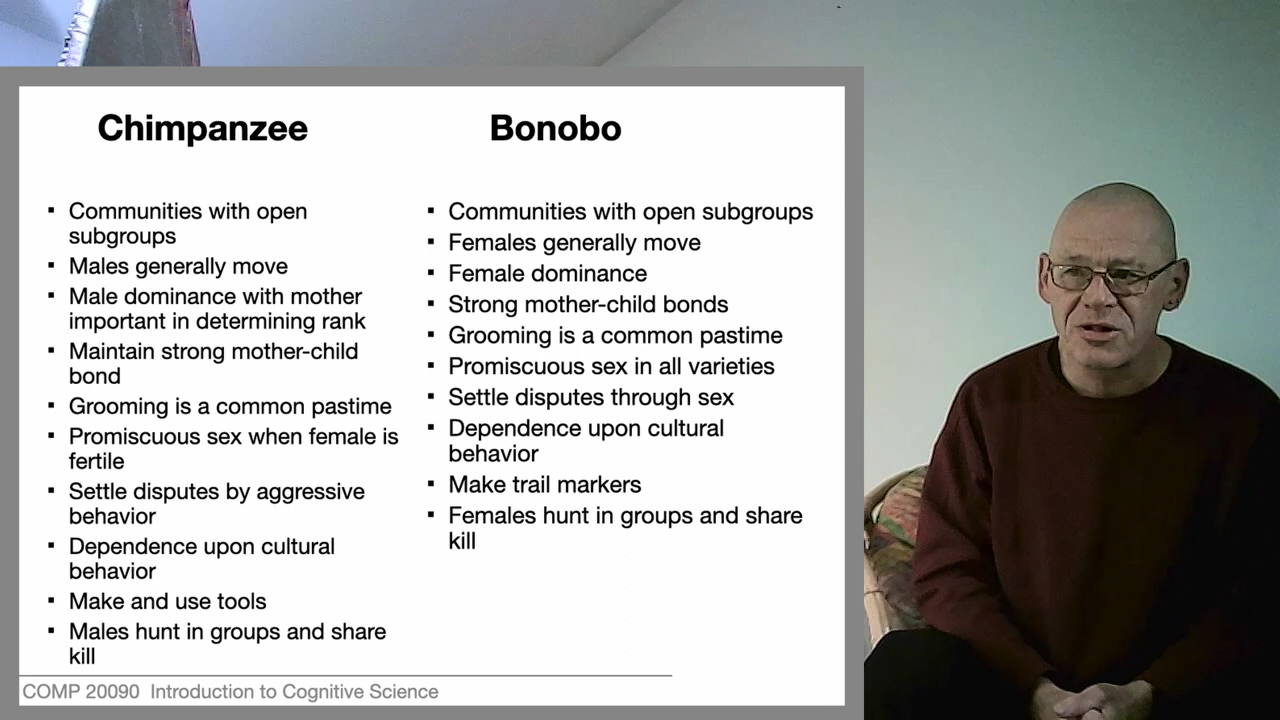 Chimpanzee
▪ Communities with open
subgroups
▪ Males generally move
▪ Male dominance with mother
important in determining rank
▪ Maintain strong mother-child
bond
▪ Grooming is a common pastime
▪ Promiscuous sex when female is
fertile
▪ Settle disputes by aggressive
behavior
▪ Dependence upon cultural
behavior
▪ Make and use tools
▪ Males hunt in groups and share
kill
Bonobo
▪ Communities with open subgroups
▪ Females generally move
▪ Female dominance
▪ Strong mother-child bonds
▪ Grooming is a common pastime
▪ Promiscuous sex in all varieties
▪ Settle disputes through sex
▪ Dependence upon cultural
behavior
▪ Make trail markers
▪ Females hunt in groups and share
kill
COMP 20090 Introduction to Cognitive Science